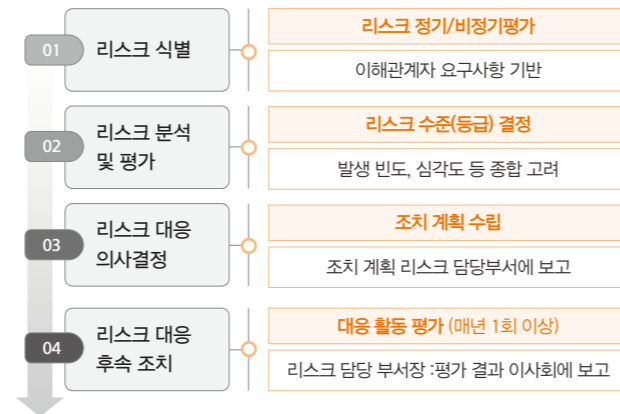 01
리스크 식별
리스크 정기/비정기평가
이해관계자 요구사항 기반
02
리스크 분석
및 평가
리스크 수준(등급) 결정
발생 빈도, 심각도 등 종합 고려
03
리스크 대응
의사결정
조치 계획 수립
조치 계획 리스크 담당부서에 보고
04
리스크 대응
후속 조치
대응 활동 평가 (매년 1회 이상)
리스크 담당 부서장 :평가 결과 이사회에 보고